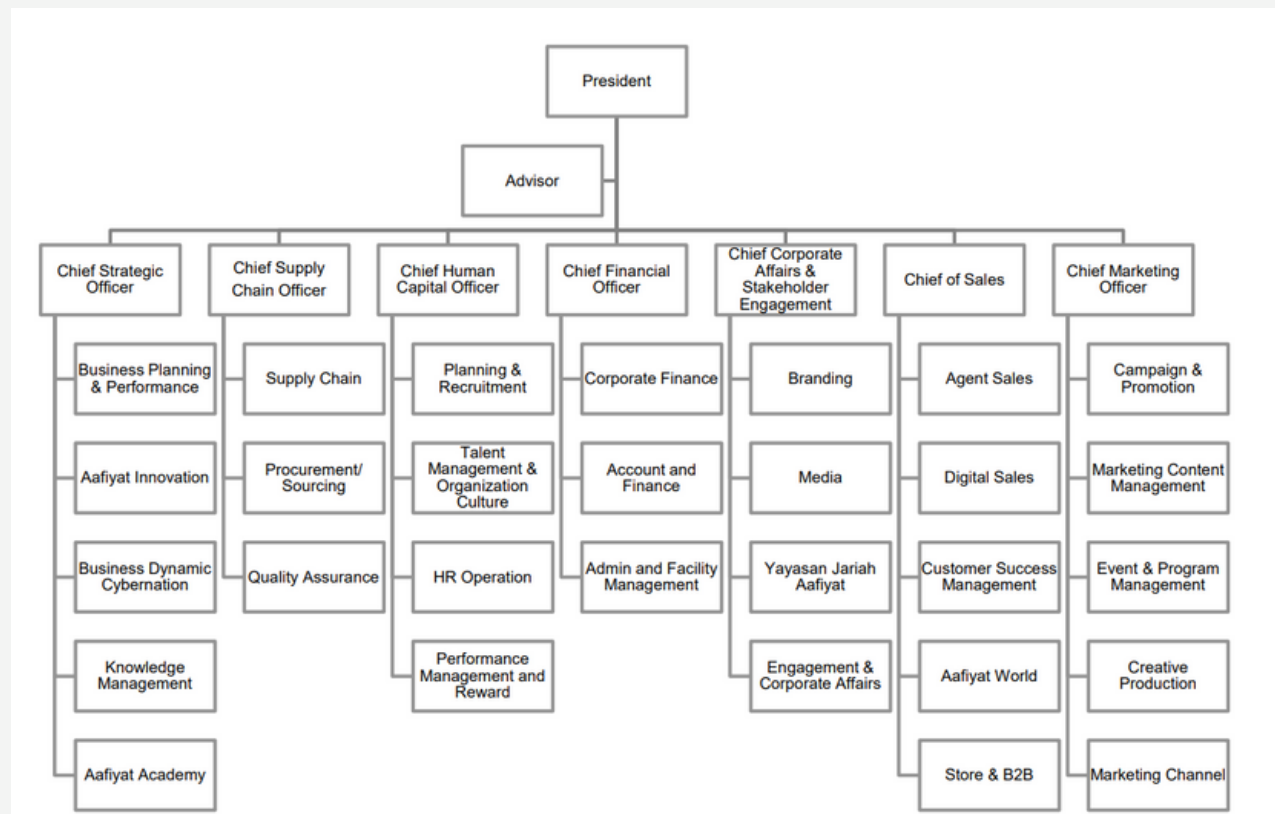 President
Advisor
Chief Strategic
Officer
Chief Supply
Chain Officer
Chief Human
Capital Officer
Chief Financial
Officer
Chief Corporate
Affairs &
Stakeholder
Engagement
Chief of Sales
Chief Marketing
Officer
Business Planning
& Performance
Aafiyat Innovation
Business Dynamic
Cybernation
Knowledge
Management
Aafiyat Academy
Supply Chain
Procurement/
Sourcing
Quality Assurance
Planning &
Recruitment
Talent
Management &
Organization
Culture
HR Operation
Performance
Management and
Reward
Corporate Finance
Account and
Finance
Admin and Facility
Management
Branding
Media
Yayasan Jariah
Aafiyat
Engagement &
Corporate Affairs
Agent Sales
Digital Sales
Customer Success
Management
Aafiyat World
Store & B2B
Campaign &
Promotion
Marketing Content
Management
Event & Program
Management
Creative
Production
Marketing Channel